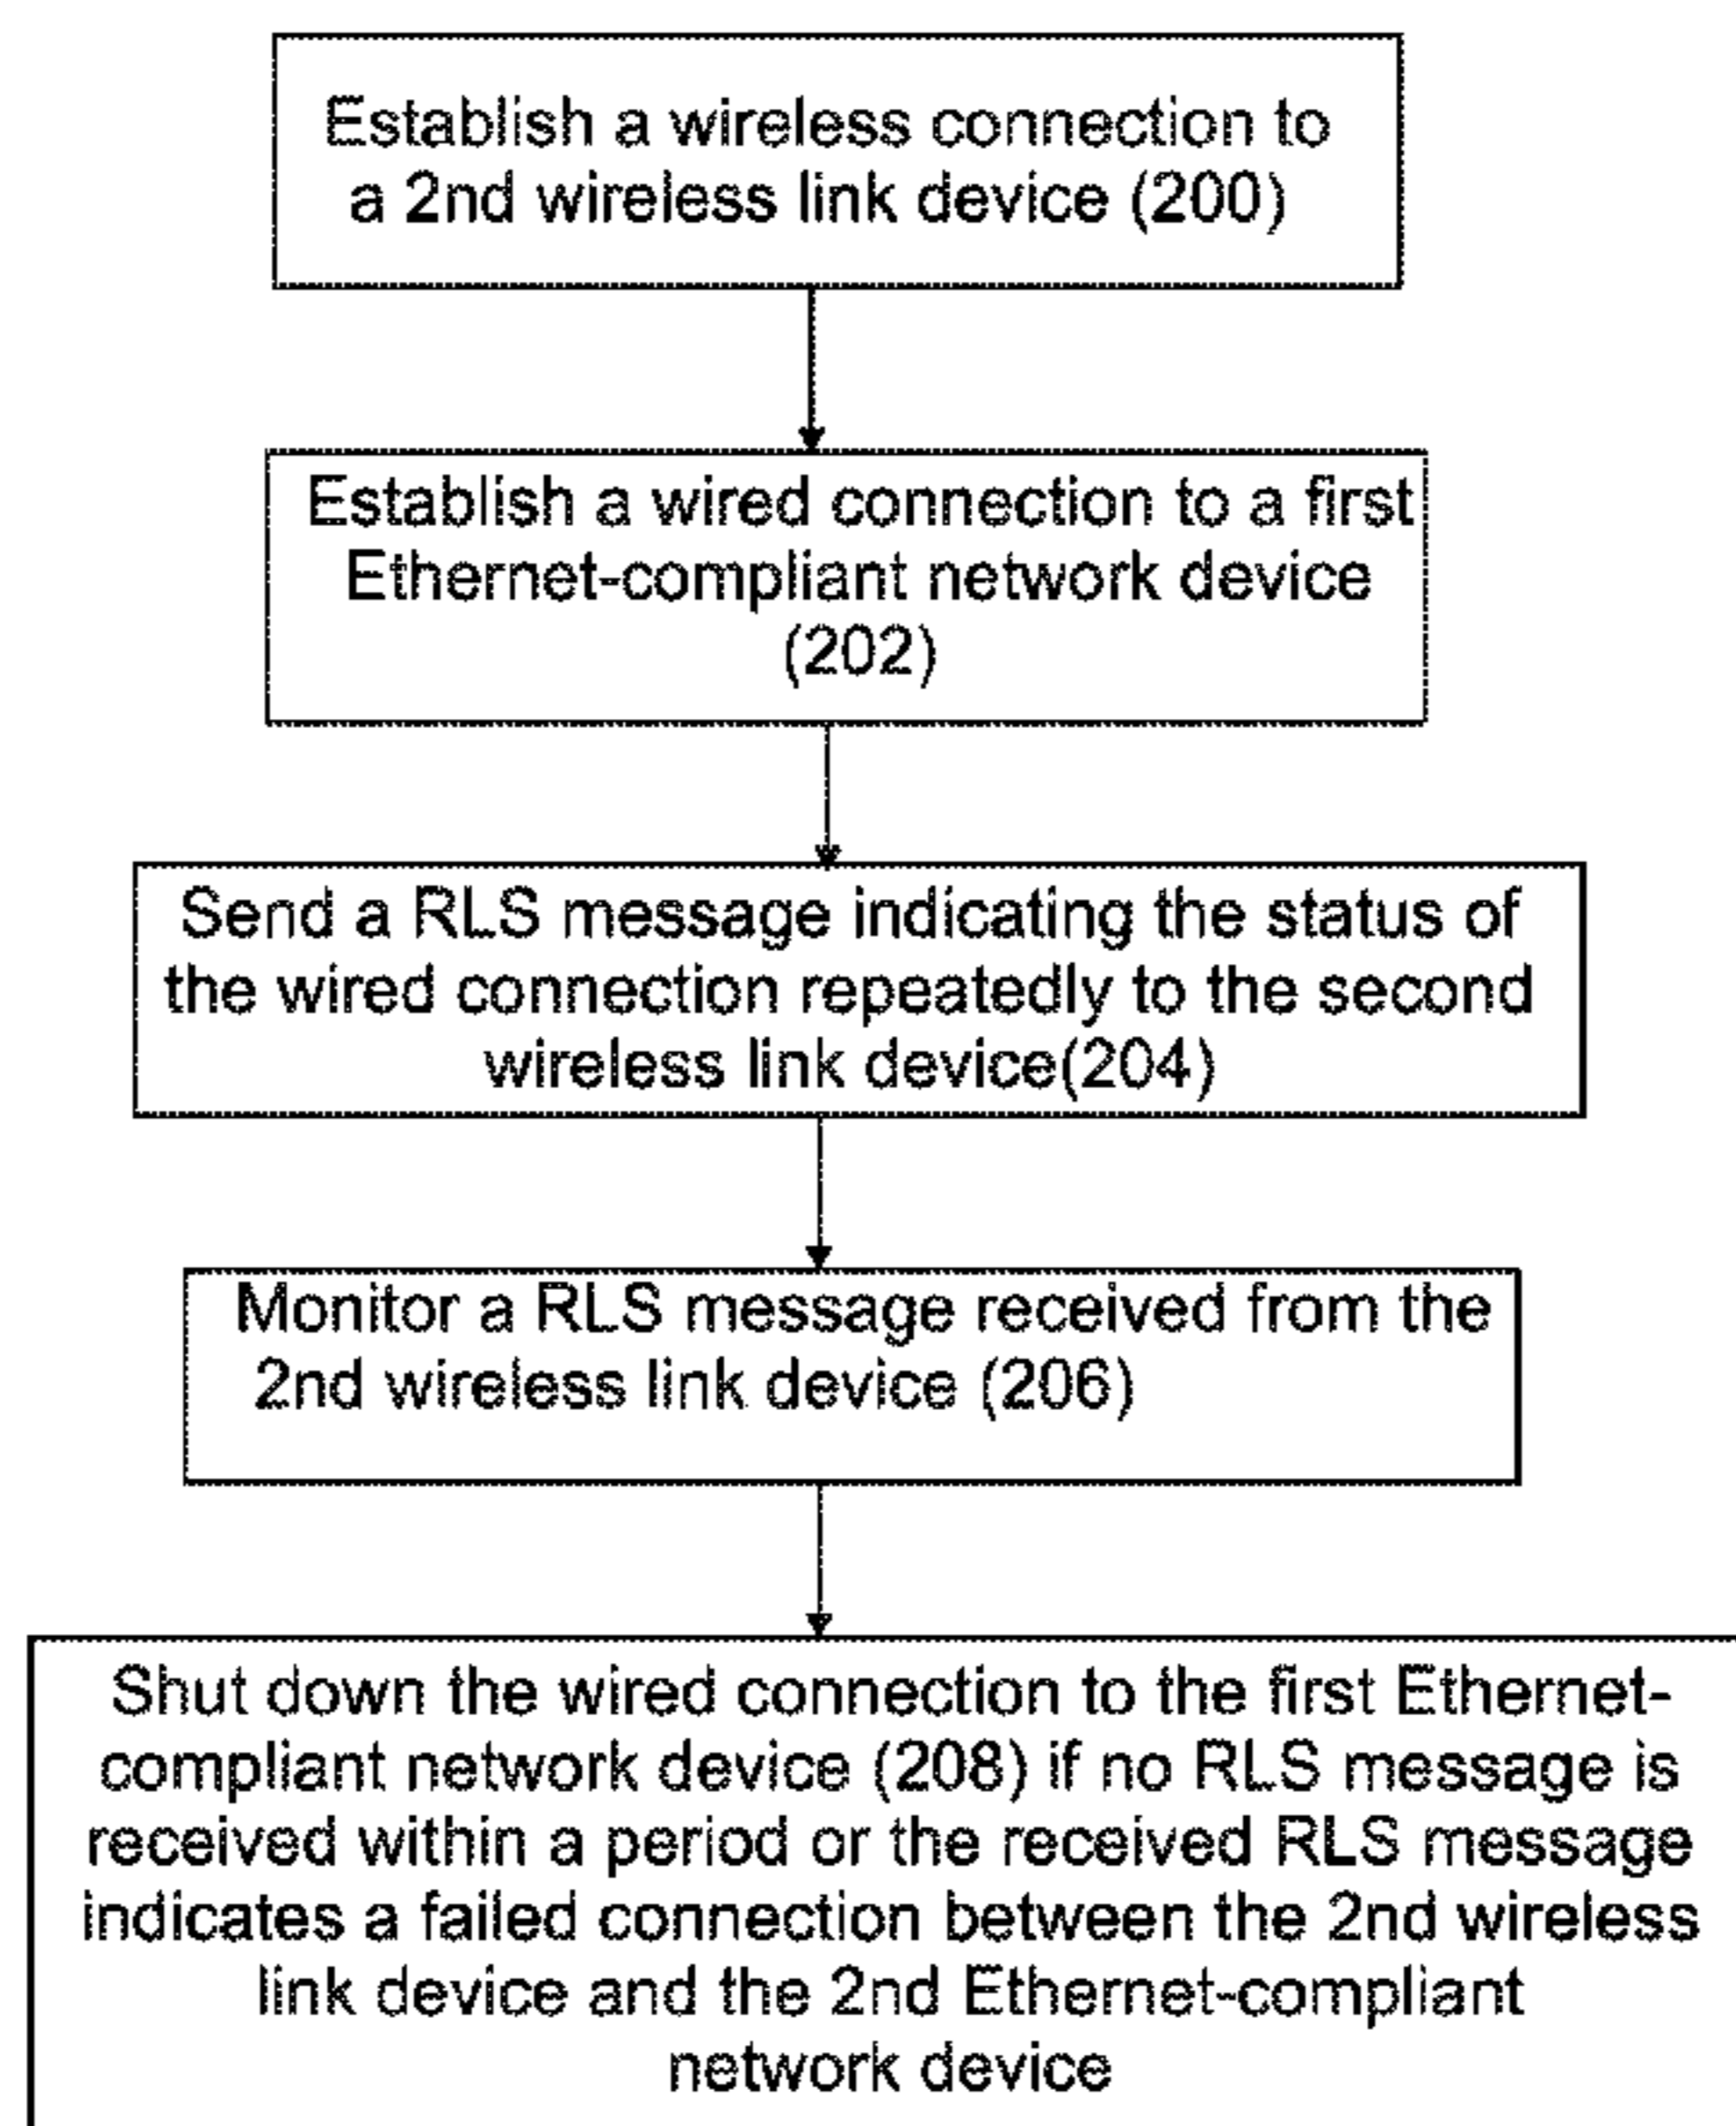 Establish a wireless connection to
a 2nd wireless link device (200)
Establish a wired connection to a first
Ethernet-compliant network device
(202)
Send a RLS message indicating the status of
the wired connection repeatedly to the second
wireless link device(204)
Monitor a RLS message received from the
2nd wireless link device (206)
Shut down the wired connection to the first Ethernet-
compliant network device (208) if no RLS message is
received within a period or the received RLS message
indicates a failed connection between the 2nd wireless
link device and the 2nd Ethernet-compliant
network device